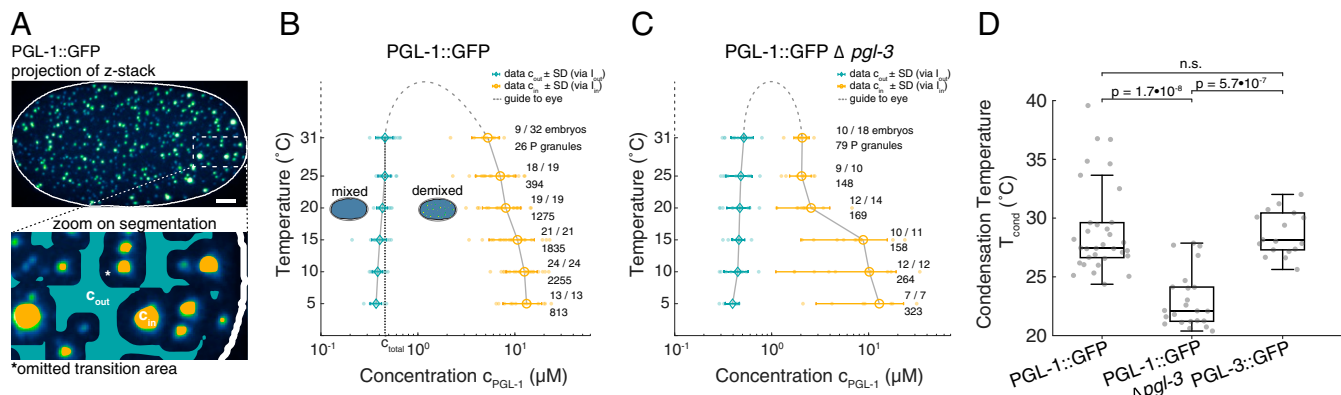 A
PGL-1::GFP
projection of z-stack
zoom on segmentation
*
c_out
c_in
*omitted transition area
B
PGL-1::GFP
data c_out ± SD (via I_out)
data c_in ± SD (via I_in)
guide to eye
Temperature (°C)
31
25
20
15
10
5
mixed
demixed
9 / 32 embryos
26 P granules
18 / 19
394
19 / 19
1275
21 / 21
1835
24 / 24
2255
13 / 13
813
10^-1
c_total
10^0
10^1
Concentration c_PGL-1 (µM)
C
PGL-1::GFP Δ pgl-3
data c_out ± SD (via I_out)
data c_in ± SD (via I_in)
guide to eye
Temperature (°C)
31
25
20
15
10
5
10 / 18 embryos
79 P granules
9 / 10
148
12 / 14
169
10 / 11
158
12 / 12
264
7 / 7
323
10^-1
10^0
10^1
Concentration c_PGL-1 (µM)
D
n.s.
p = 1.7•10^-8
p = 5.7•10^-7
Condensation Temperature
T_cond (°C)
40
35
30
25
20
PGL-1::GFP
PGL-1::GFP
Δpgl-3
PGL-3::GFP